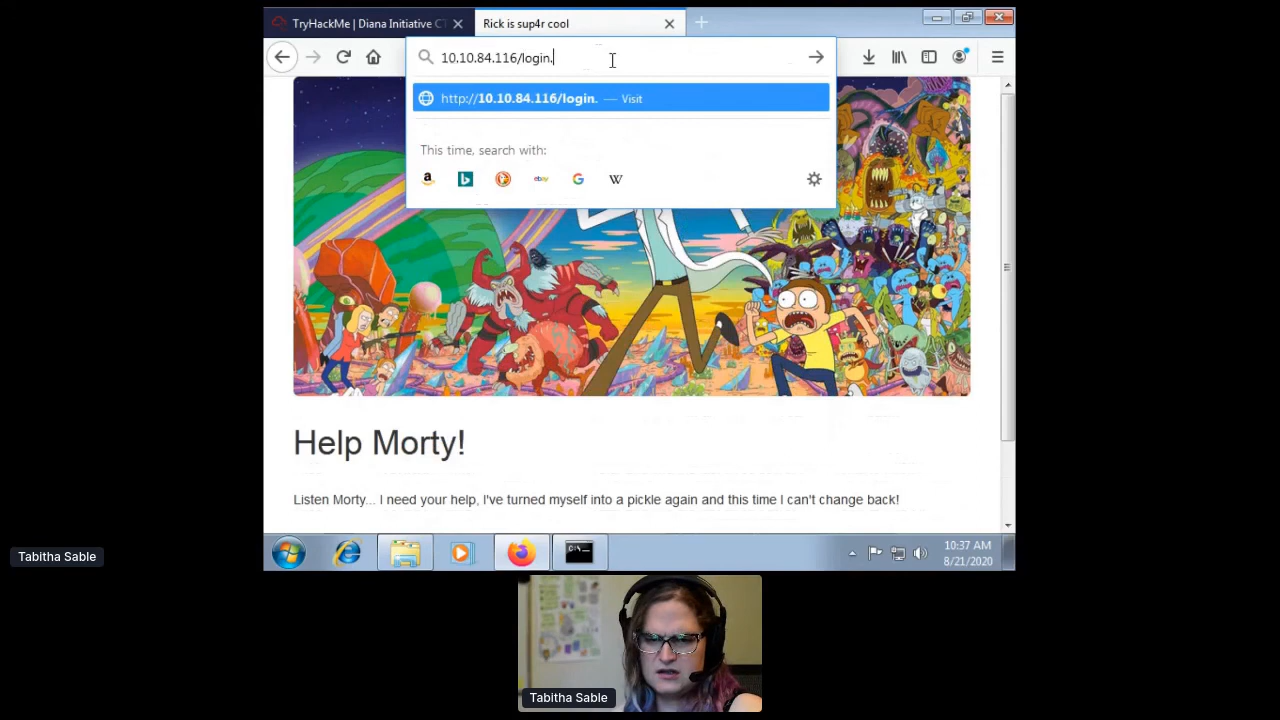 TryHackMe | Diana Initiative CT
Rick is sup4r cool
10.10.84.116/login.
http://10.10.84.116/login. — Visit
This time, search with:
a
b
ebay
G
W
Help Morty!
Listen Morty... I need your help, I've turned myself into a pickle again and this time I can't change back!
C:\_
10:37 AM
8/21/2020
Tabitha Sable
Tabitha Sable